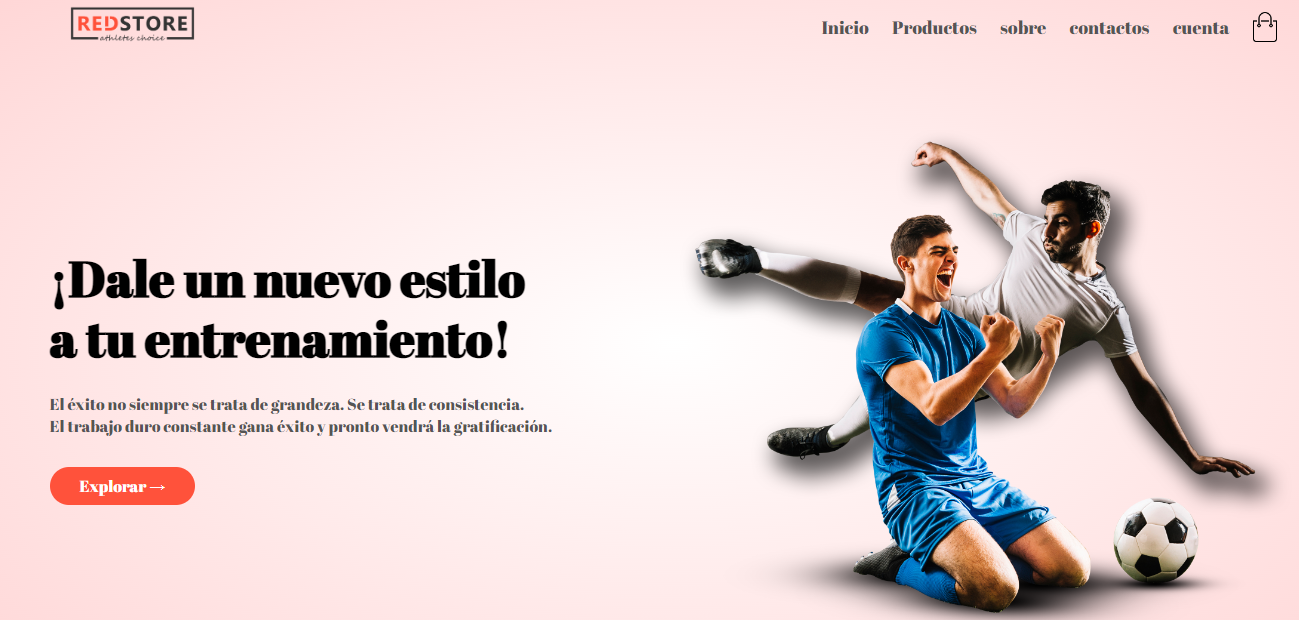 REDSTORE
athletes choice
Inicio Productos sobre contactos cuenta
¡Dale un nuevo estilo
a tu entrenamiento!
El éxito no siempre se trata de grandeza. Se trata de consistencia.
El trabajo duro constante gana éxito y pronto vendrá la gratificación.
Explorar →